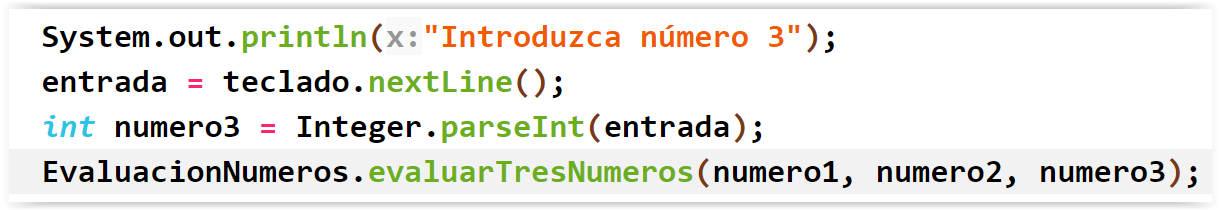 System.out.println(x:"Introduzca número 3");
entrada = teclado.nextLine();
int numero3 = Integer.parseInt(entrada);
EvaluacionNumeros.evaluarTresNumeros(numero1, numero2, numero3);